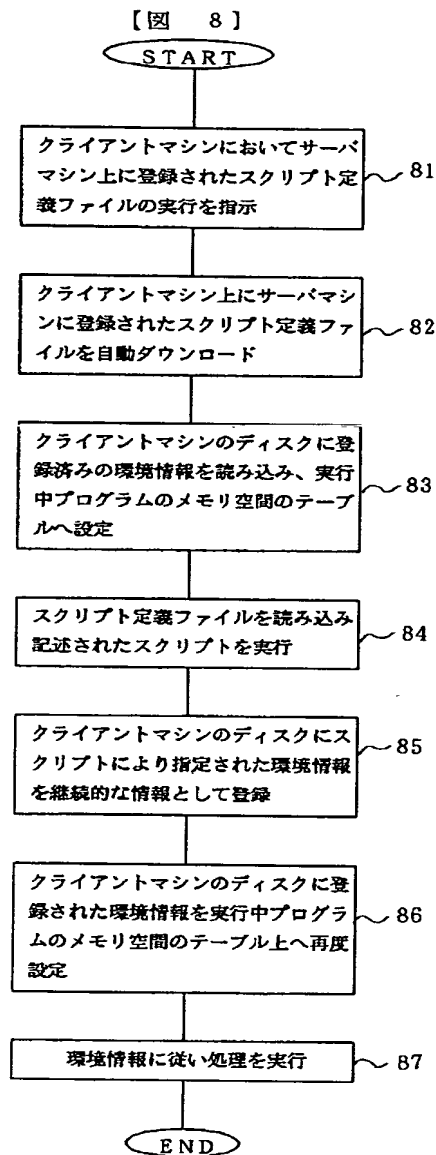 【図 8】
START
クライアントマシンにおいてサーバ
マシン上に登録されたスクリプト定
義ファイルの実行を指示
81
クライアントマシン上にサーバマシ
ンに登録されたスクリプト定義ファ
イルを自動ダウンロード
82
クライアントマシンのディスクに登
録済みの環境情報を読み込み、実行
中プログラムのメモリ空間のテーブ
ルへ設定
83
スクリプト定義ファイルを読み込み
記述されたスクリプトを実行
84
クライアントマシンのディスクにス
クリプトにより指定された環境情報
を継続的な情報として登録
85
クライアントマシンのディスクに登
録された環境情報を実行中プログラ
ムのメモリ空間のテーブル上へ再度
設定
86
環境情報に従い処理を実行
87
END